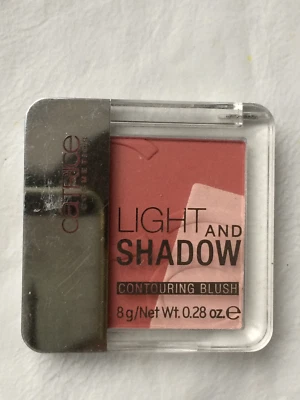 catrice
LIGHT AND
SHADOW
CONTOURING BLUSH
8 g/Net Wt. 0.28 oz. e